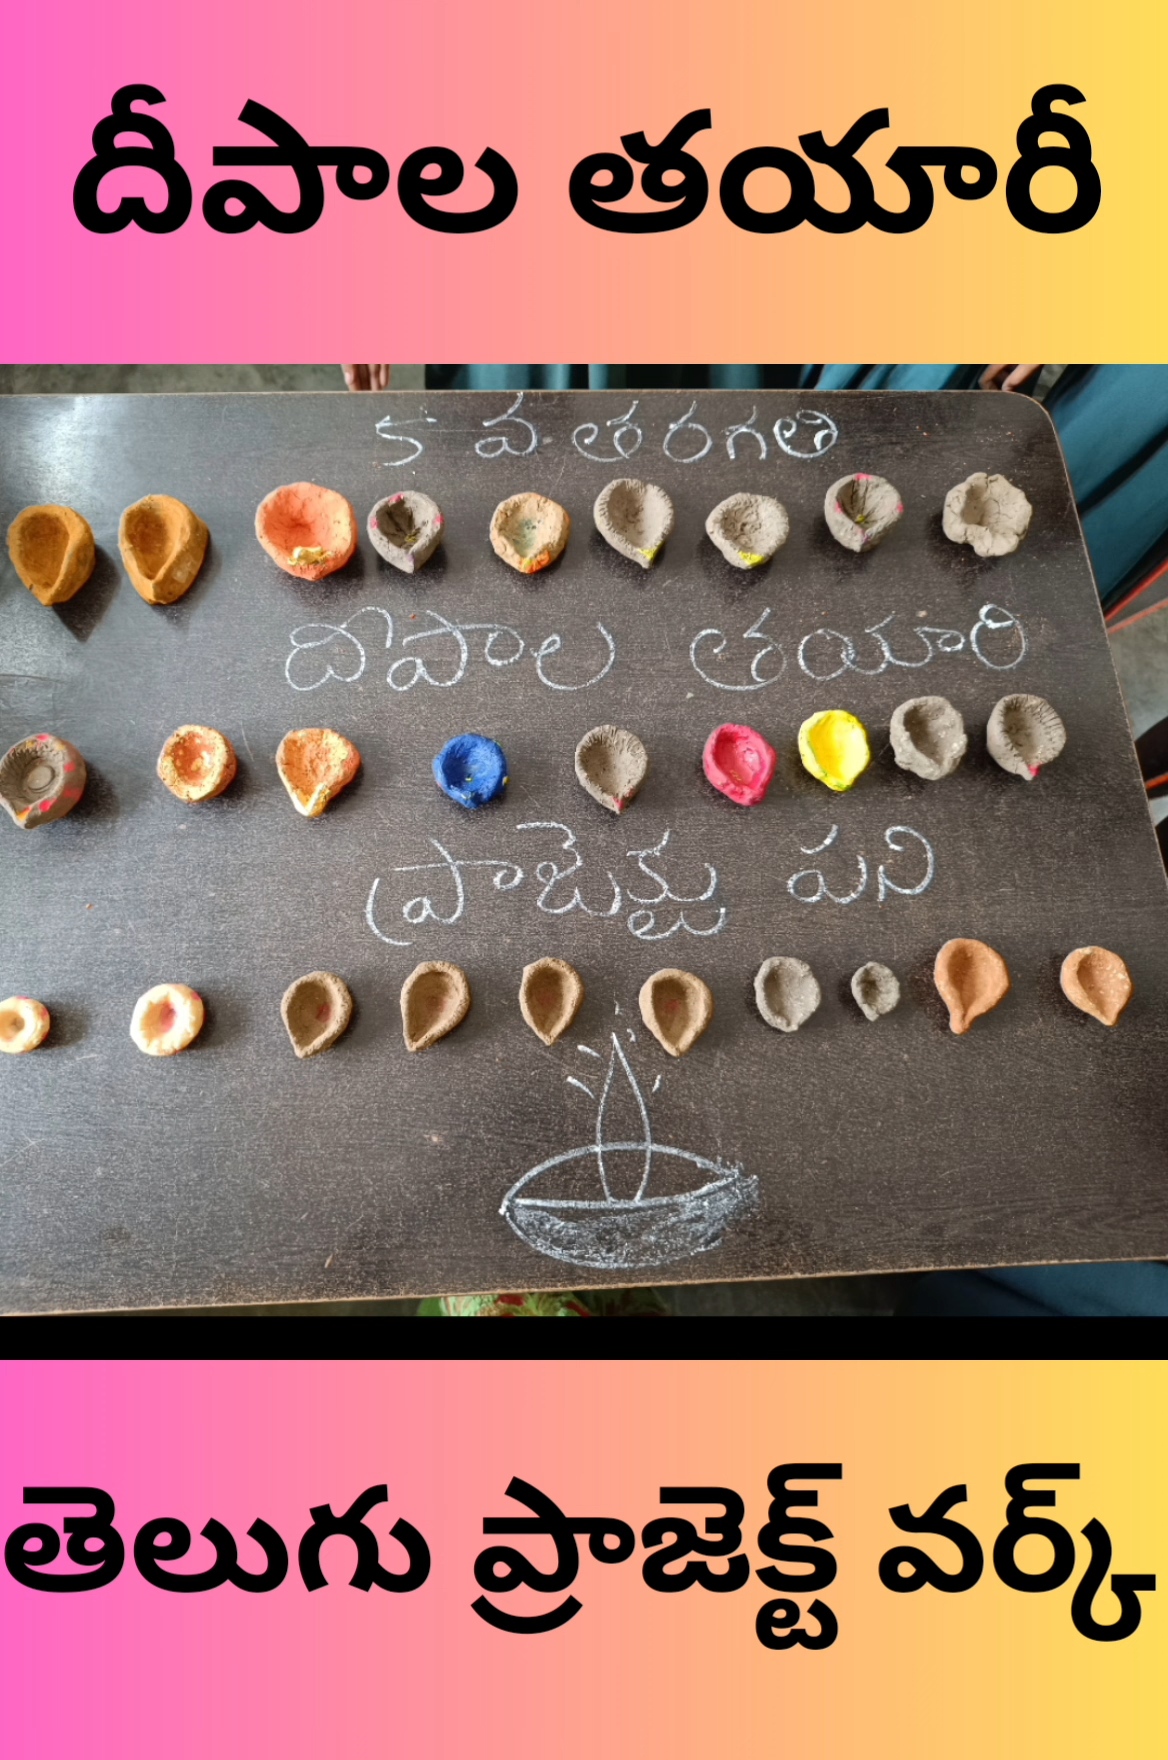 దీపాల తయారీ
5వ తరగతి
దీపాల తయారీ
ప్రాజెక్టు పని
తెలుగు ప్రాజెక్ట్ వర్క్